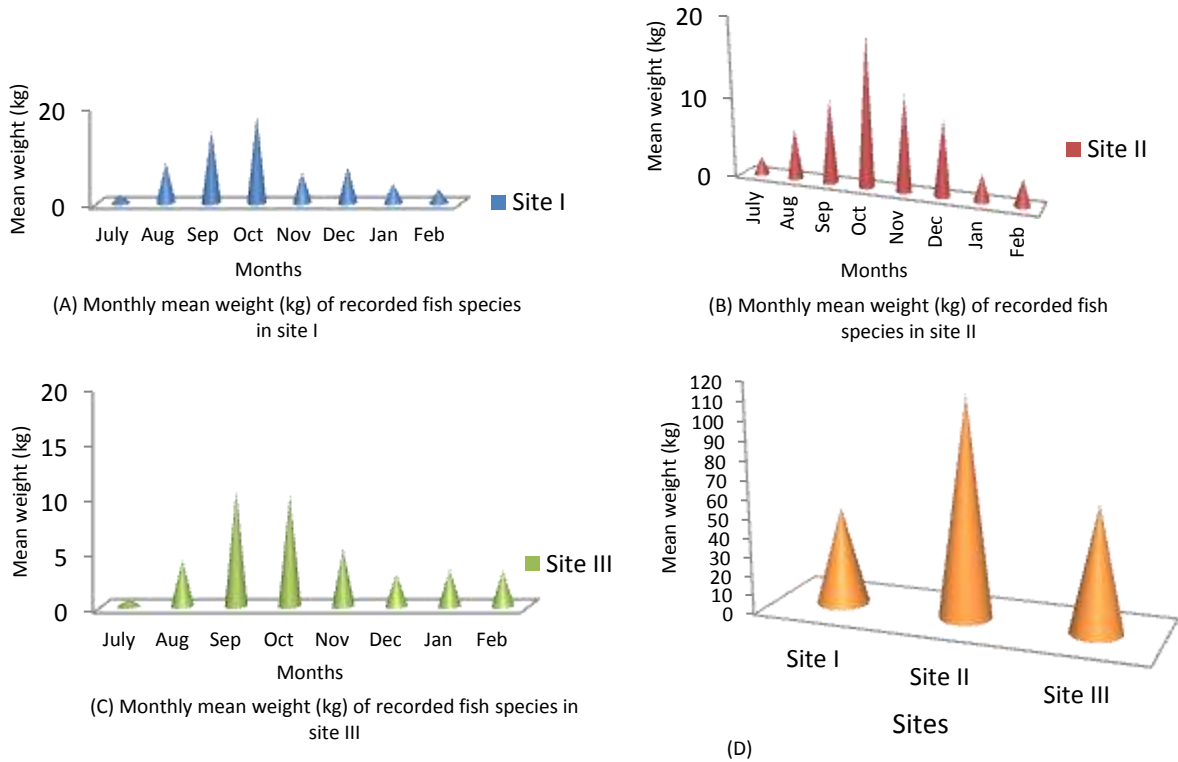 Mean weight (kg)
20
0
July Aug Sep Oct Nov Dec Jan Feb
Months
Site I
(A) Monthly mean weight (kg) of recorded fish species
in site I
Mean weight (kg)
20
10
0
July Aug Sep Oct Nov Dec Jan Feb
Months
Site II
(B) Monthly mean weight (kg) of recorded fish
species in site II
Mean weight (kg)
20
15
10
5
0
July Aug Sep Oct Nov Dec Jan Feb
Months
Site III
(C) Monthly mean weight (kg) of recorded fish species in
site III
Mean weight (kg)
120
110
100
90
80
70
60
50
40
30
20
10
0
Site I
Site II
Site III
Sites
(D)